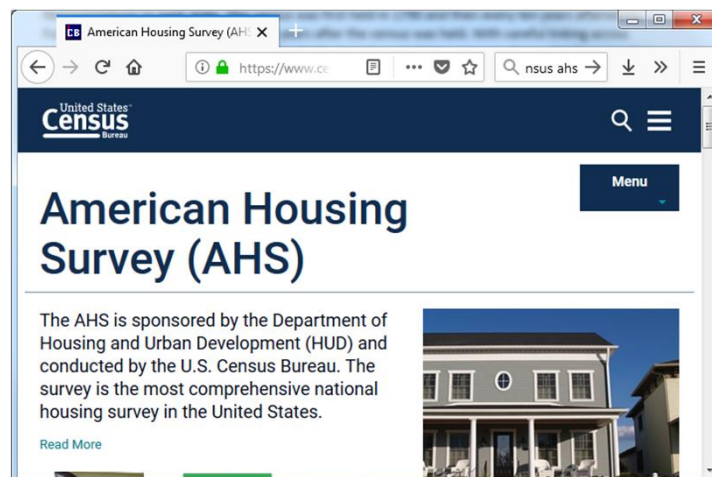 American Housing Survey (AHS
https://www.ce
nsus ahs
United States
Census
Bureau
Menu
American Housing
Survey (AHS)
The AHS is sponsored by the Department of
Housing and Urban Development (HUD) and
conducted by the U.S. Census Bureau. The
survey is the most comprehensive national
housing survey in the United States.
Read More